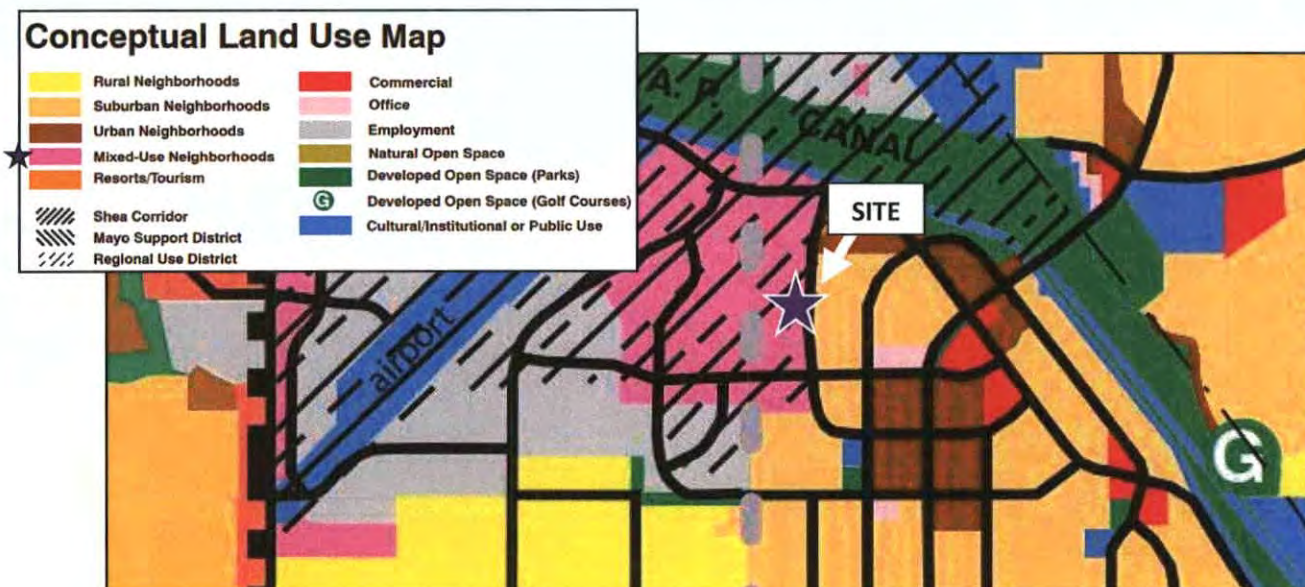 Conceptual Land Use Map
Rural Neighborhoods
Suburban Neighborhoods
Urban Neighborhoods
Mixed-Use Neighborhoods
Resorts/Tourism
Shea Corridor
Mayo Support District
Regional Use District
Commercial
Office
Employment
Natural Open Space
Developed Open Space (Parks)
G Developed Open Space (Golf Courses)
Cultural/Institutional or Public Use
A. P. CANAL
SITE
airport
G